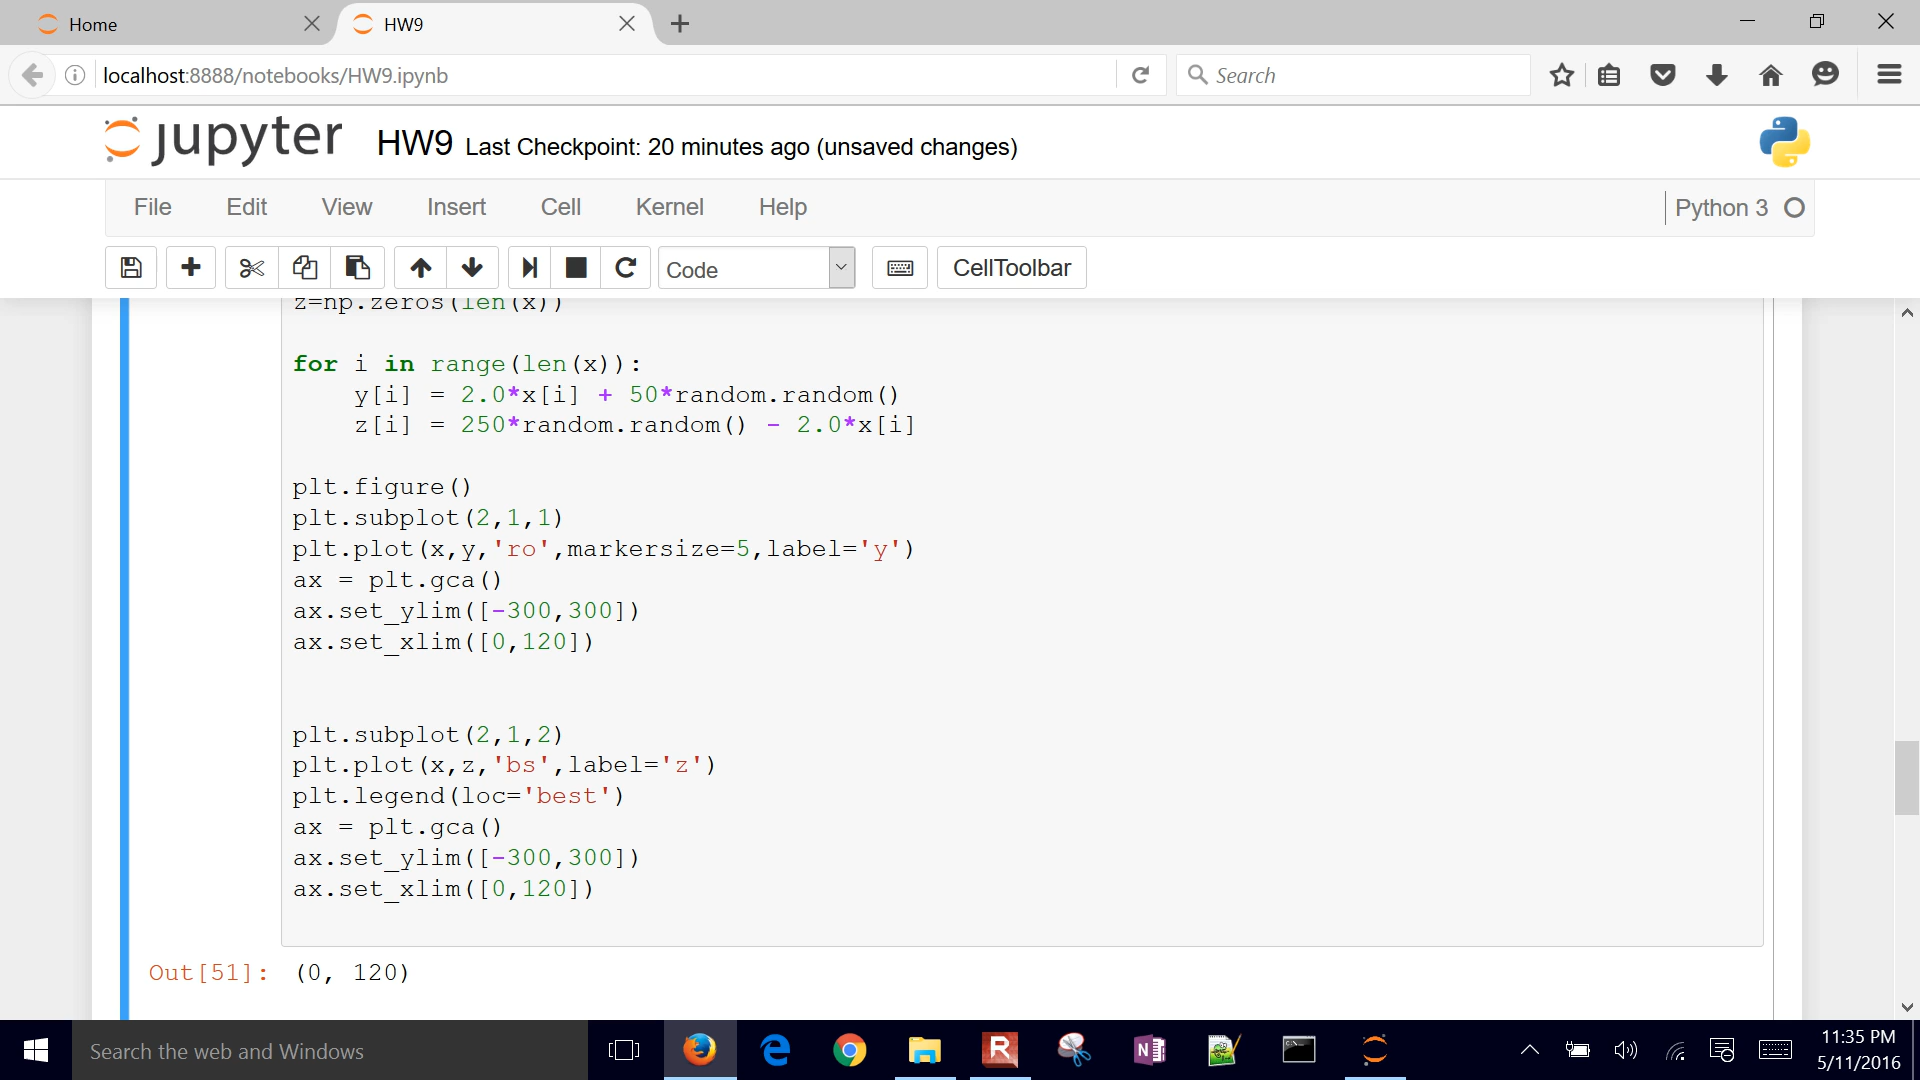 Home
HW9
localhost:8888/notebooks/HW9.ipynb
Search
jupyter HW9 Last Checkpoint: 20 minutes ago (unsaved changes)
File Edit View Insert Cell Kernel Help Python 3
Code CellToolbar
z=np.zeros(len(x))
for i in range(len(x)):
    y[i] = 2.0*x[i] + 50*random.random()
    z[i] = 250*random.random() - 2.0*x[i]
plt.figure()
plt.subplot(2,1,1)
plt.plot(x,y,'ro',markersize=5,label='y')
ax = plt.gca()
ax.set_ylim([-300,300])
ax.set_xlim([0,120])
plt.subplot(2,1,2)
plt.plot(x,z,'bs',label='z')
plt.legend(loc='best')
ax = plt.gca()
ax.set_ylim([-300,300])
ax.set_xlim([0,120])
Out[51]: (0, 120)
Search the web and Windows
11:35 PM
5/11/2016